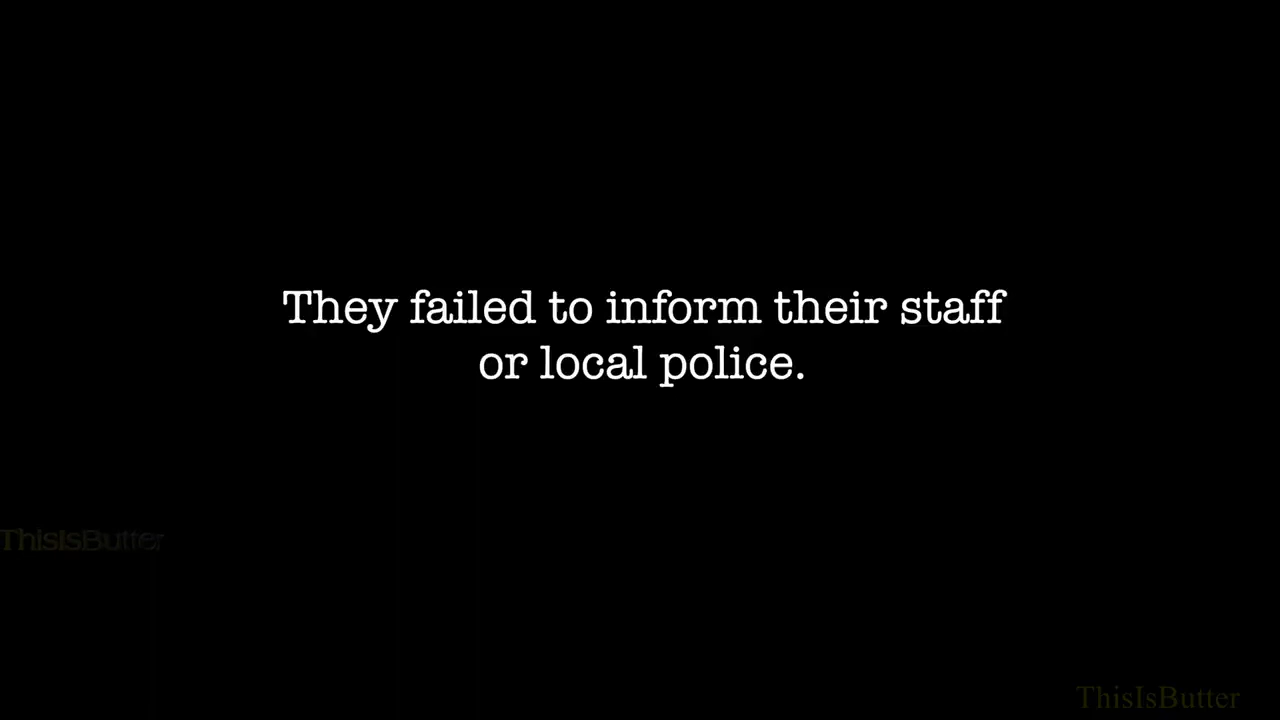 They failed to inform their staff
or local police.
ThisIsButter
ThisIsButter